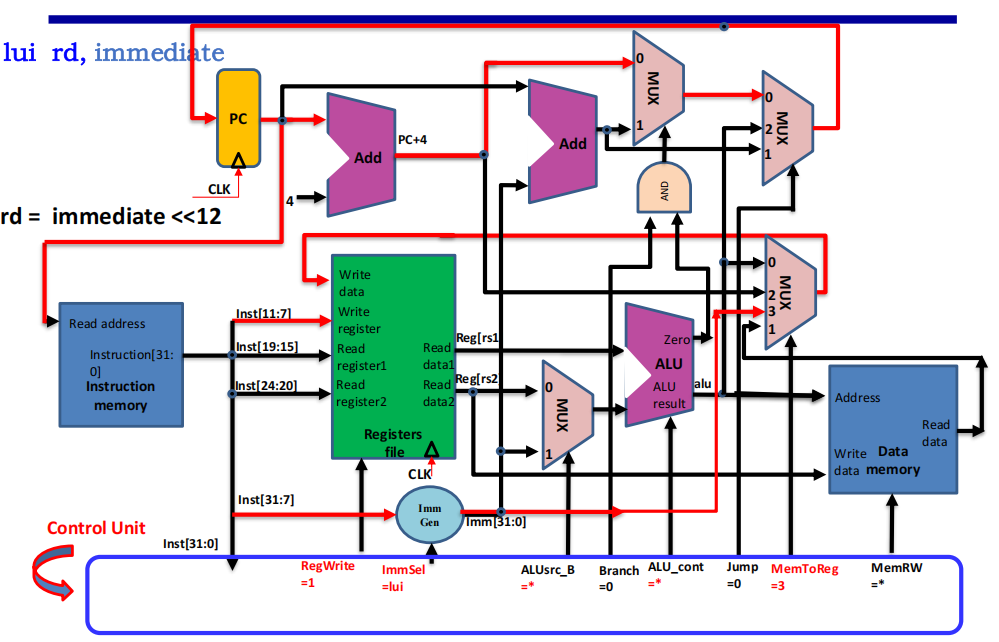 lui rd, immediate
0
MUX
1
PC
Add
PC+4
Add
0
2
1
MUX
CLK
4
AND
rd = immediate <<12
Write
data
Write
register
Read
register1
Read
register2
Read
data1
Read
data2
Registers
file
CLK
Inst[11:7]
Inst[19:15]
Inst[24:20]
Read address
Instruction[31:
0]
Instruction
memory
Reg[rs1
Reg[rs2
0
MUX
1
Zero
ALU
ALU
result
alu
0
2
3
1
MUX
Address
Read
data
Write
data
Data
memory
Inst[31:7]
Imm
Gen
Imm[31:0]
Control Unit
Inst[31:0]
RegWrite
=1
ImmSel
=lui
ALUsrc_B
=*
Branch
=0
ALU_cont
=*
Jump
=0
MemToReg
=3
MemRW
=*